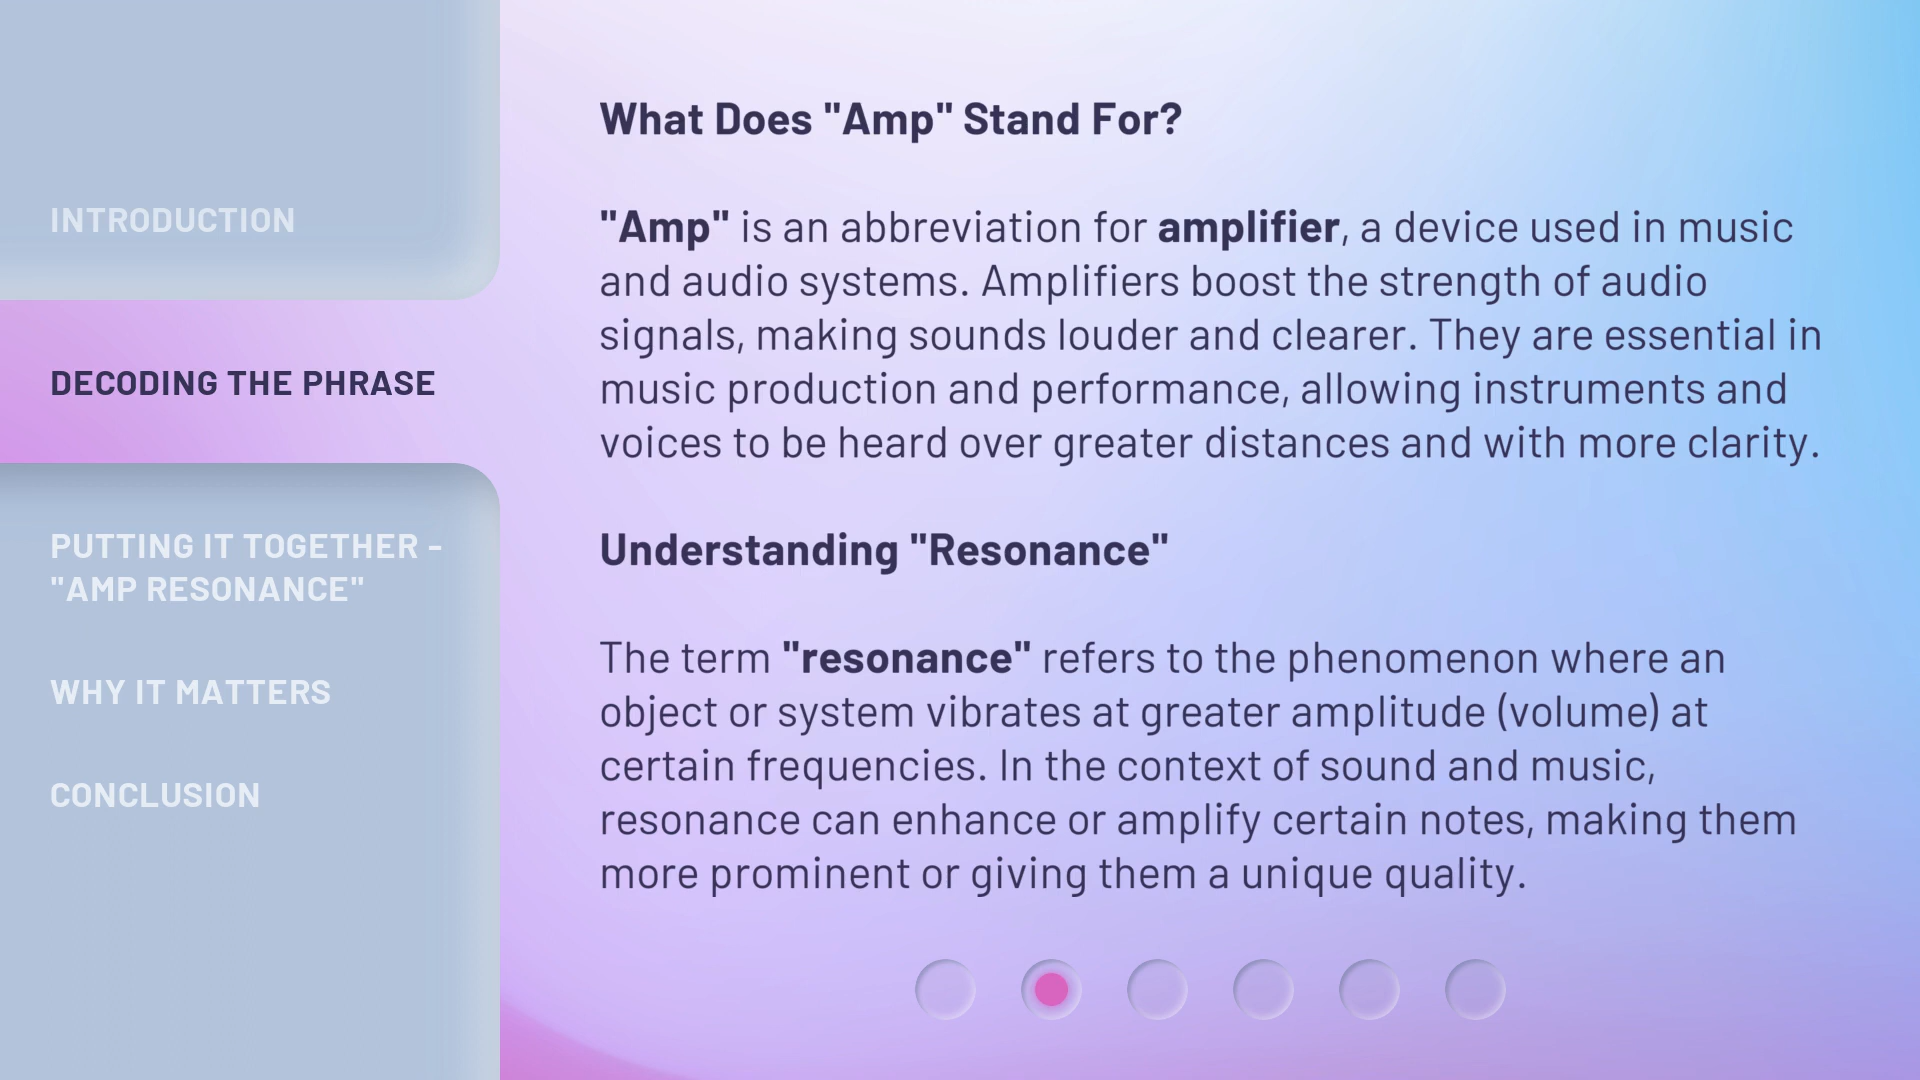 INTRODUCTION
DECODING THE PHRASE
PUTTING IT TOGETHER -
"AMP RESONANCE"
WHY IT MATTERS
CONCLUSION
What Does "Amp" Stand For?
"Amp" is an abbreviation for amplifier, a device used in music
and audio systems. Amplifiers boost the strength of audio
signals, making sounds louder and clearer. They are essential in
music production and performance, allowing instruments and
voices to be heard over greater distances and with more clarity.
Understanding "Resonance"
The term "resonance" refers to the phenomenon where an
object or system vibrates at greater amplitude (volume) at
certain frequencies. In the context of sound and music,
resonance can enhance or amplify certain notes, making them
more prominent or giving them a unique quality.